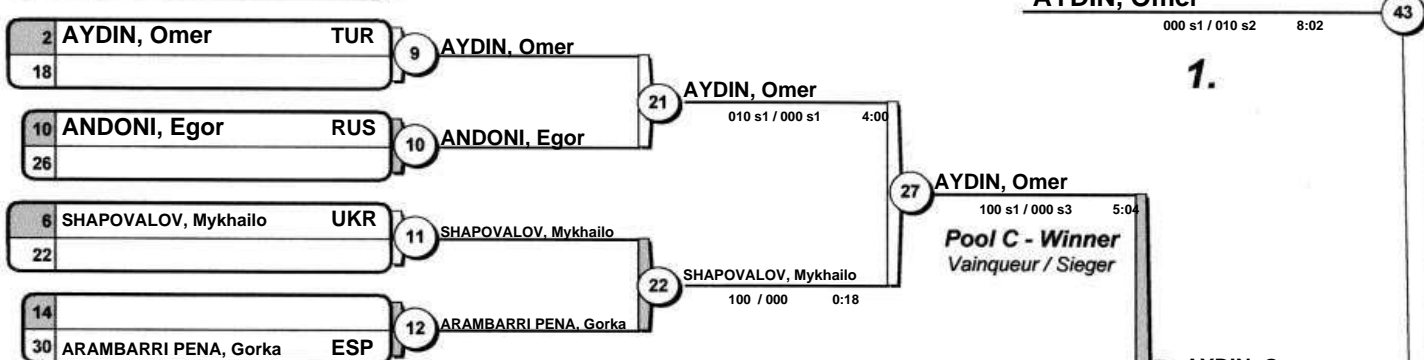 AYDIN, Omer 43
000 s1 / 010 s2 8:02
1.
2 AYDIN, Omer TUR 9 AYDIN, Omer
18
21 AYDIN, Omer
010 s1 / 000 s1 4:00
10 ANDONI, Egor RUS 10 ANDONI, Egor
26
27 AYDIN, Omer
100 s1 / 000 s3 5:04
Pool C - Winner
Vainqueur / Sieger
6 SHAPOVALOV, Mykhailo UKR 11 SHAPOVALOV, Mykhailo
22
22 SHAPOVALOV, Mykhailo
100 / 000 0:18
14
12 ARAMBARRI PENA, Gorka
30 ARAMBARRI PENA, Gorka ESP